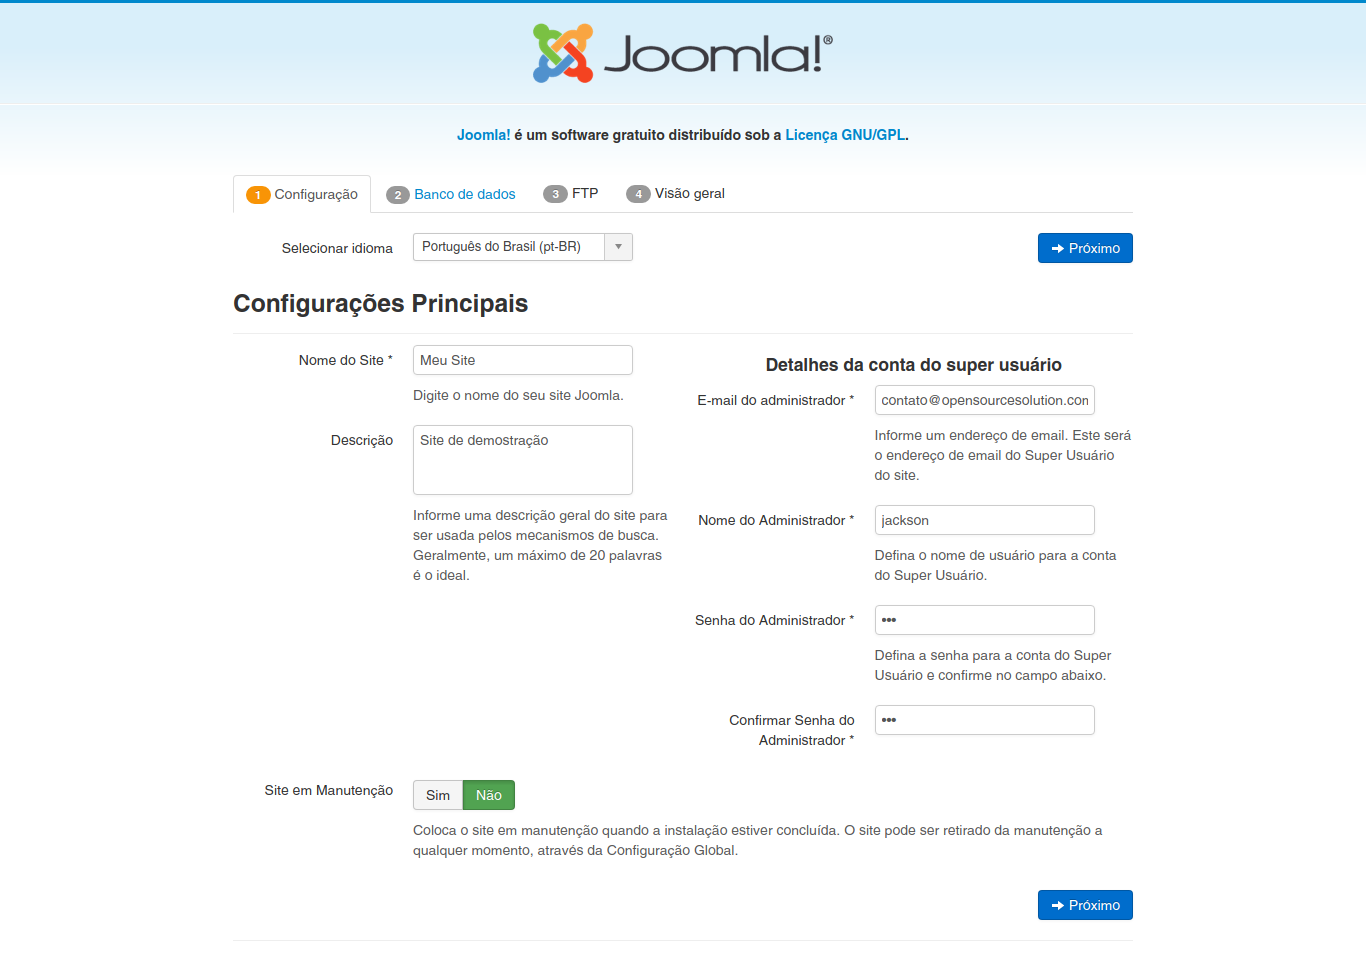 Joomla!®
Joomla! é um software gratuito distribuído sob a Licença GNU/GPL.
1 Configuração
2 Banco de dados
3 FTP
4 Visão geral
Selecionar idioma
Português do Brasil (pt-BR)
Próximo
Configurações Principais
Nome do Site *
Meu Site
Digite o nome do seu site Joomla.
Descrição
Site de demostração
Informe uma descrição geral do site para
ser usada pelos mecanismos de busca.
Geralmente, um máximo de 20 palavras
é o ideal.
Detalhes da conta do super usuário
E-mail do administrador *
contato@opensourcesolution.com
Informe um endereço de email. Este será
o endereço de email do Super Usuário
do site.
Nome do Administrador *
jackson
Defina o nome de usuário para a conta
do Super Usuário.
Senha do Administrador *
•••
Defina a senha para a conta do Super
Usuário e confirme no campo abaixo.
Confirmar Senha do
Administrador *
•••
Site em Manutenção
Sim
Não
Coloca o site em manutenção quando a instalação estiver concluída. O site pode ser retirado da manutenção a
qualquer momento, através da Configuração Global.
Próximo